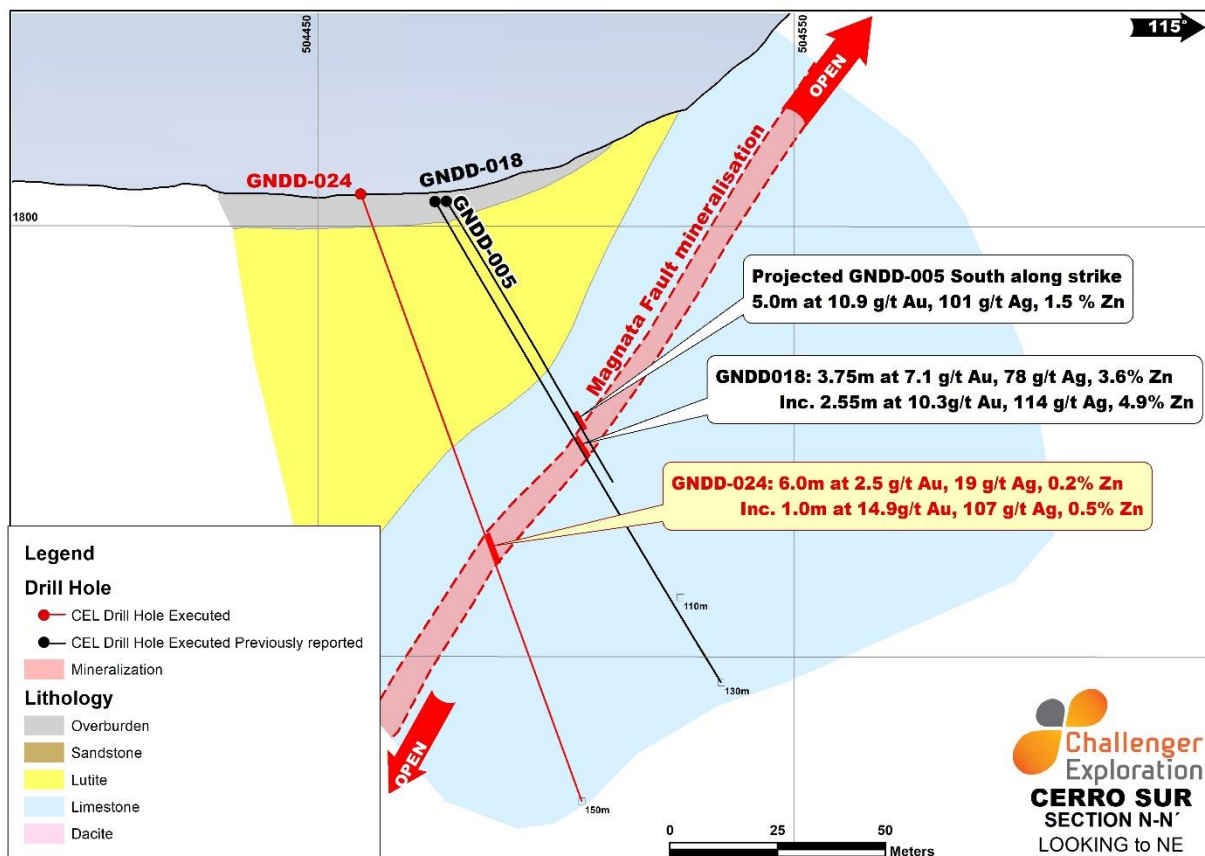 504450
504550
115°
OPEN
GNDD-018
GNDD-024
GNDD-005
1800
Magnata Fault mineralisation
Projected GNDD-005 South along strike
5.0m at 10.9 g/t Au, 101 g/t Ag, 1.5 % Zn
GNDD018: 3.75m at 7.1 g/t Au, 78 g/t Ag, 3.6% Zn
Inc. 2.55m at 10.3g/t Au, 114 g/t Ag, 4.9% Zn
GNDD-024: 6.0m at 2.5 g/t Au, 19 g/t Ag, 0.2% Zn
Inc. 1.0m at 14.9g/t Au, 107 g/t Ag, 0.5% Zn
110m
130m
150m
OPEN
Legend
Drill Hole
CEL Drill Hole Executed
CEL Drill Hole Executed Previously reported
Mineralization
Lithology
Overburden
Sandstone
Lutite
Limestone
Dacite
0 25 50
Meters
Challenger
Exploration
CERRO SUR
SECTION N-N´
LOOKING to NE